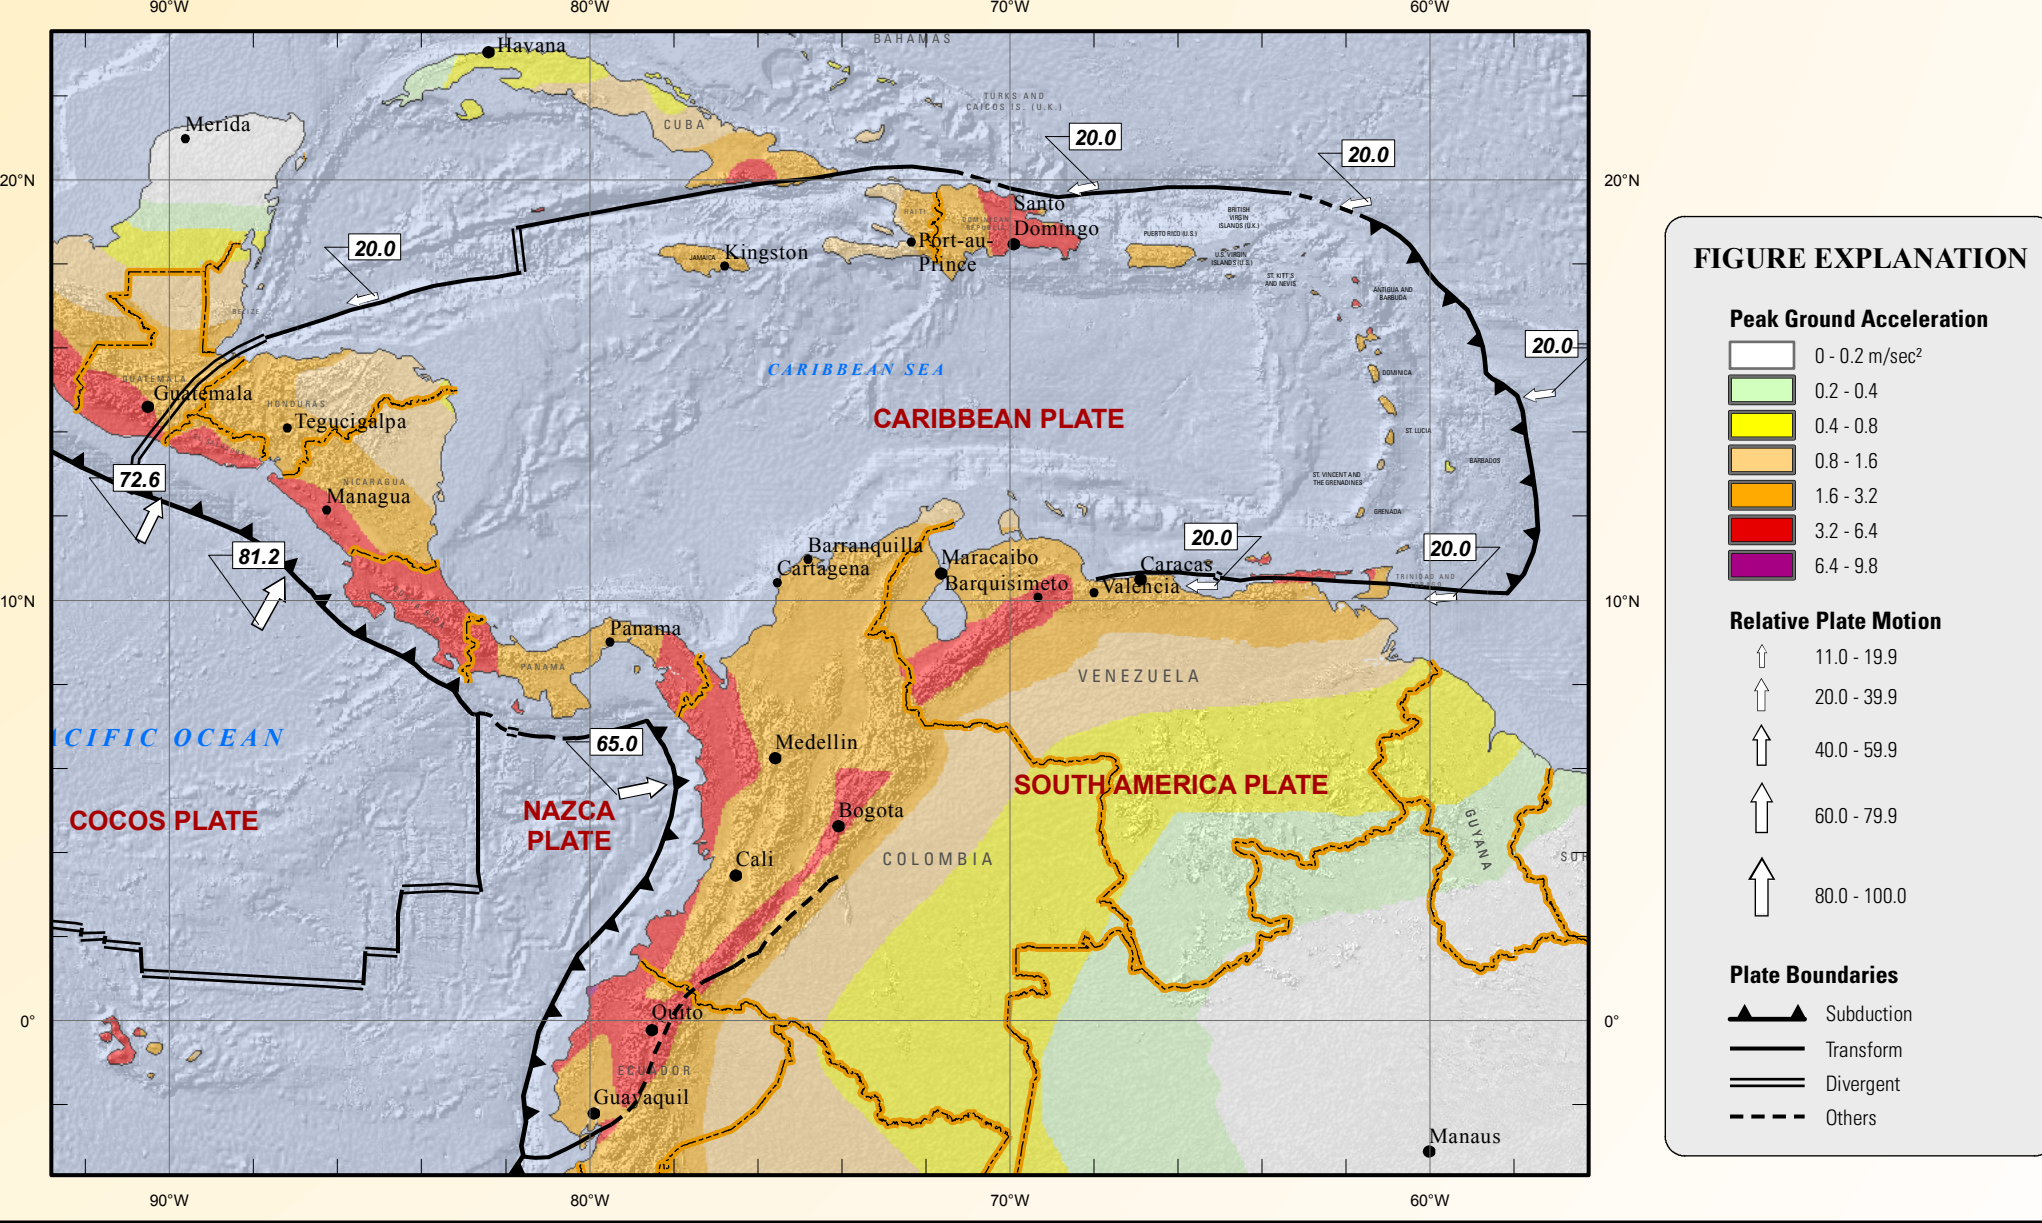 90°W 80°W 70°W 60°W
BAHAMAS
Havana
TURKS AND
CAICOS IS. (U.K.)
Merida
CUBA
20.0
20.0
20°N 20°N
Santo
Domingo
HAITI
DOMINICAN
REPUBLIC
BRITISH
VIRGIN
ISLANDS (U.K.)
PUERTO RICO (U.S.)
20.0
Kingston
JAMAICA
Port-au-
Prince
U.S. VIRGIN
ISLANDS (U.S.)
ST. KITTS
AND NEVIS
ANTIGUA AND
BARBUDA
BELIZE
20.0
CARIBBEAN SEA
DOMINICA
GUATEMALA
Guatemala
HONDURAS
Tegucigalpa
CARIBBEAN PLATE
ST. LUCIA
BARBADOS
72.6
ST. VINCENT AND
THE GRENADINES
NICARAGUA
Managua
GRENADA
81.2
Barranquilla
Cartagena
Maracaibo
Barquisimeto
Caracas
Valencia
20.0
20.0
TRINIDAD AND
10°N 10°N
Panama
PANAMA
VENEZUELA
ACIFIC OCEAN
65.0
Medellin
SOUTH AMERICA PLATE
COCOS PLATE
NAZCA
PLATE
Bogota
GUYANA
Cali
COLOMBIA
SUR
0° 0°
Quito
ECUADOR
Guayaquil
Manaus
90°W 80°W 70°W 60°W
FIGURE EXPLANATION
Peak Ground Acceleration
0 - 0.2 m/sec²
0.2 - 0.4
0.4 - 0.8
0.8 - 1.6
1.6 - 3.2
3.2 - 6.4
6.4 - 9.8
Relative Plate Motion
11.0 - 19.9
20.0 - 39.9
40.0 - 59.9
60.0 - 79.9
80.0 - 100.0
Plate Boundaries
Subduction
Transform
Divergent
Others